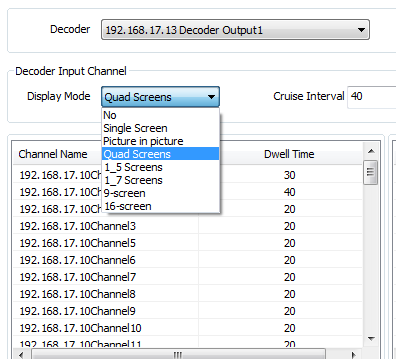 Decoder 192.168.17.13 Decoder Output1
Decoder Input Channel
Display Mode Quad Screens Cruise Interval 40
No
Single Screen
Picture in picture
Quad Screens
1_5 Screens
1_7 Screens
9-screen
16-screen
Channel Name Dwell Time
192.168.17.10Ch 30
192.168.17.10Ch 40
192.168.17.10Ch 20
192.168.17.10Channel3 20
192.168.17.10Channel5 20
192.168.17.10Channel6 20
192.168.17.10Channel7 20
192.168.17.10Channel8 20
192.168.17.10Channel9 20
192.168.17.10Channel10 20
192.168.17.10Channel11 20